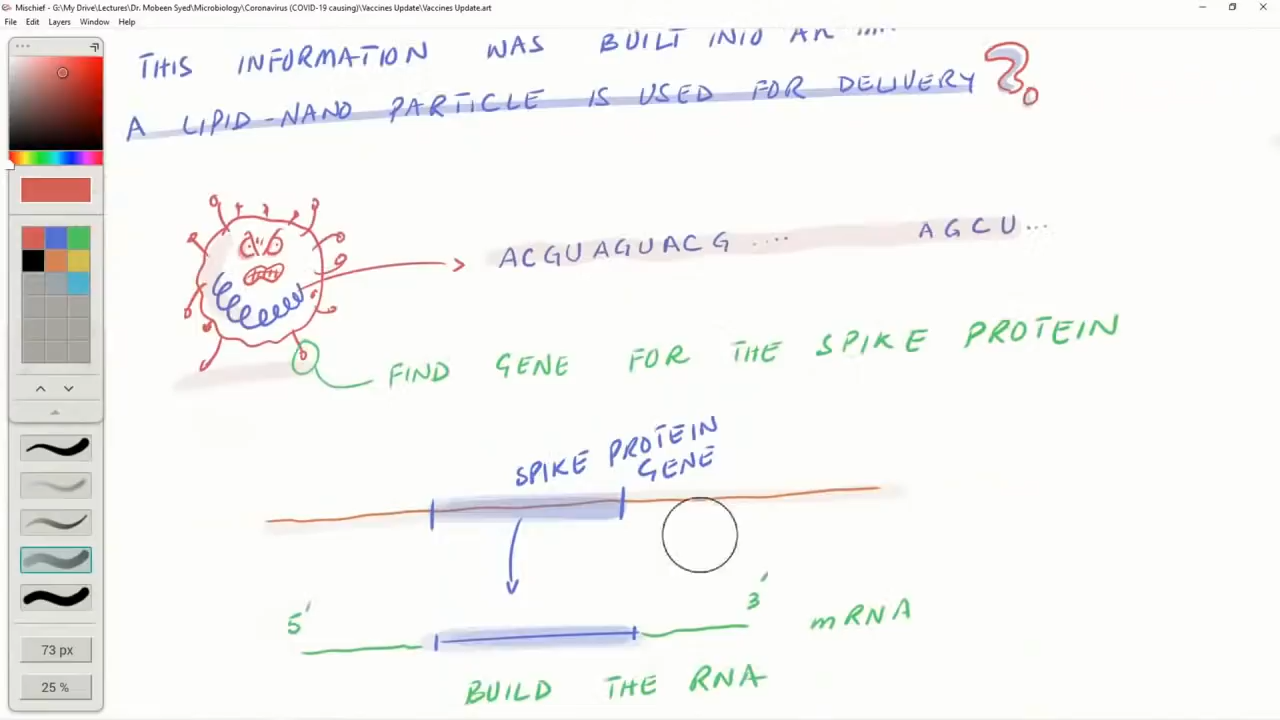 Mischief - G:\My Drive\Lectures\Dr. Mobeen Syed\Microbiology\Coronavirus (COVID-19 causing)\Vaccines Update\Vaccines Update.art
File Edit Layers Window Help
THIS INFORMATION WAS BUILT INTO AN
A LIPID-NANO PARTICLE IS USED FOR DELIVERY ?
ACGUAGUACG .... AGCU...
FIND GENE FOR THE SPIKE PROTEIN
SPIKE PROTEIN
GENE
5' 3' mRNA
BUILD THE RNA
73 px
25 %